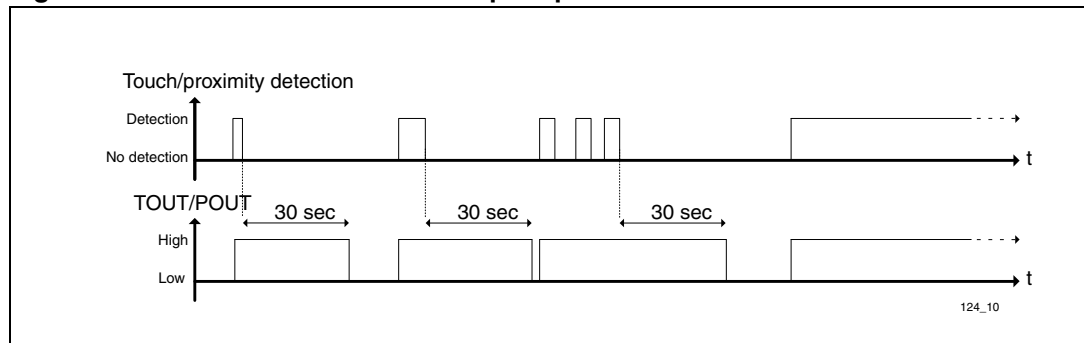 Touch/proximity detection
Detection
No detection
t
TOUT/POUT
30 sec 30 sec 30 sec
High
Low
t
124_10